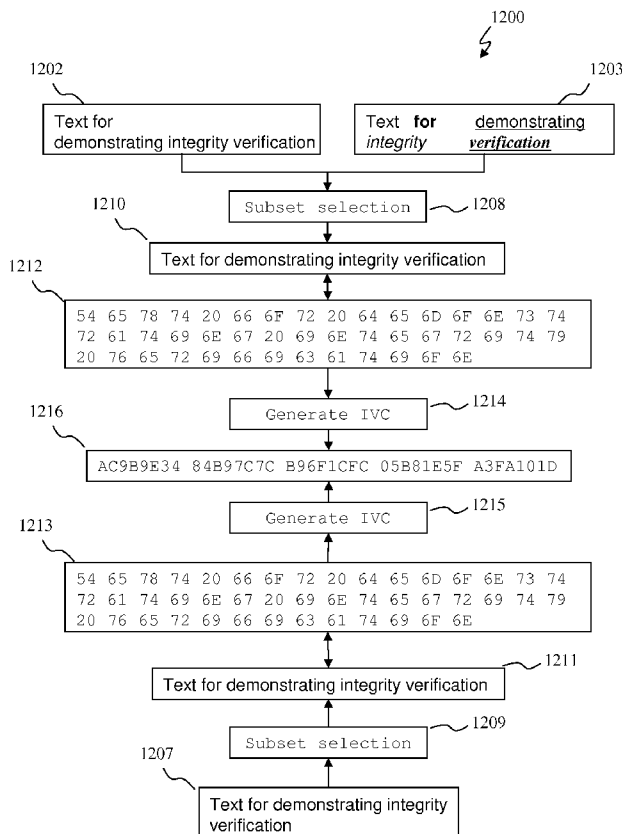 1200
1202
1203
Text for
demonstrating integrity verification
Text for demonstrating
integrity verification
1210
Subset selection
1208
Text for demonstrating integrity verification
1212
54 65 78 74 20 66 6F 72 20 64 65 6D 6F 6E 73 74
72 61 74 69 6E 67 20 69 6E 74 65 67 72 69 74 79
20 76 65 72 69 66 69 63 61 74 69 6F 6E
1216
Generate IVC
1214
AC9B9E34 84B97C7C B96F1CFC 05B81E5F A3FA101D
1213
Generate IVC
1215
54 65 78 74 20 66 6F 72 20 64 65 6D 6F 6E 73 74
72 61 74 69 6E 67 20 69 6E 74 65 67 72 69 74 79
20 76 65 72 69 66 69 63 61 74 69 6F 6E
1211
Text for demonstrating integrity verification
1209
Subset selection
1207
Text for demonstrating integrity
verification